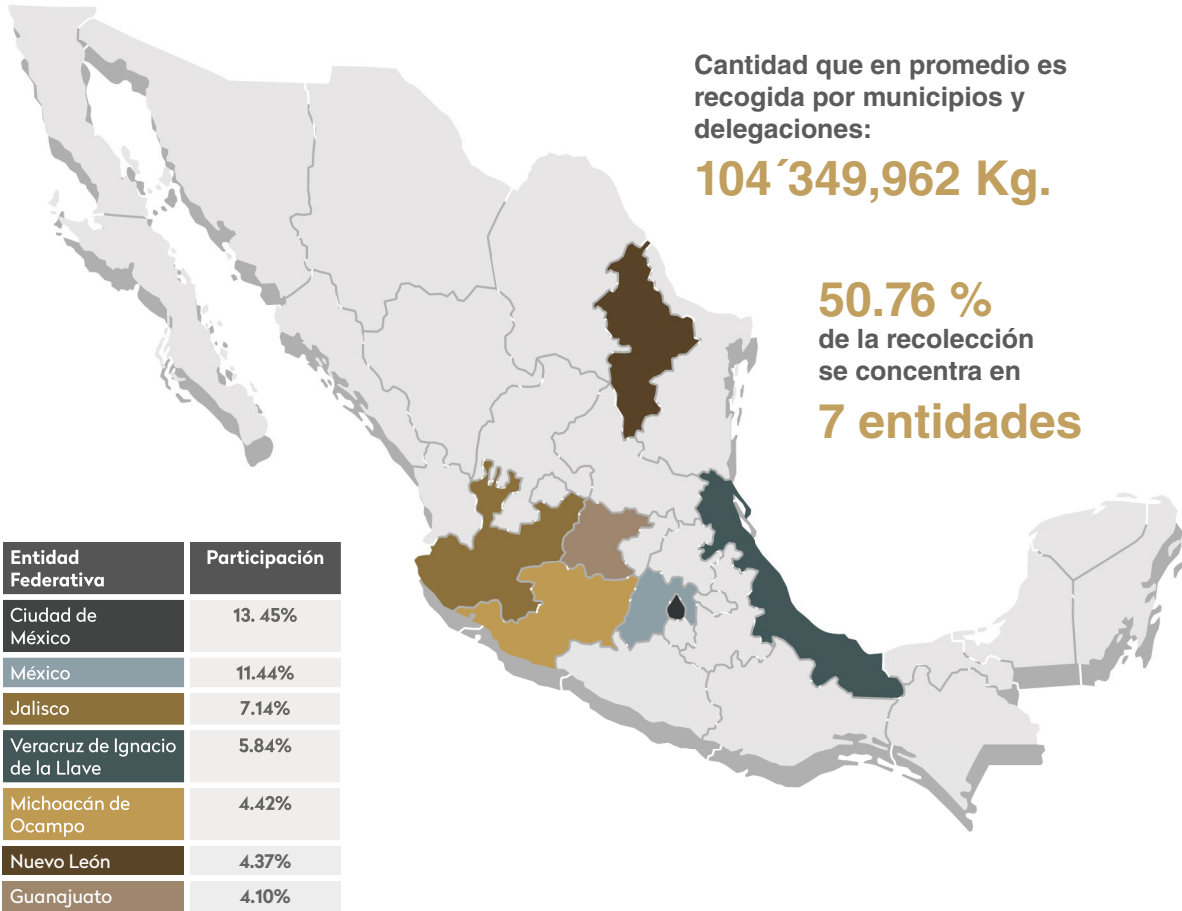 Cantidad que en promedio es
recogida por municipios y
delegaciones:
104´349,962 Kg.
50.76 %
de la recolección
se concentra en
7 entidades
Entidad
Federativa
Participación
Ciudad de
México
13. 45%
México
11.44%
Jalisco
7.14%
Veracruz de Ignacio
de la Llave
5.84%
Michoacán de
Ocampo
4.42%
Nuevo León
4.37%
Guanajuato
4.10%